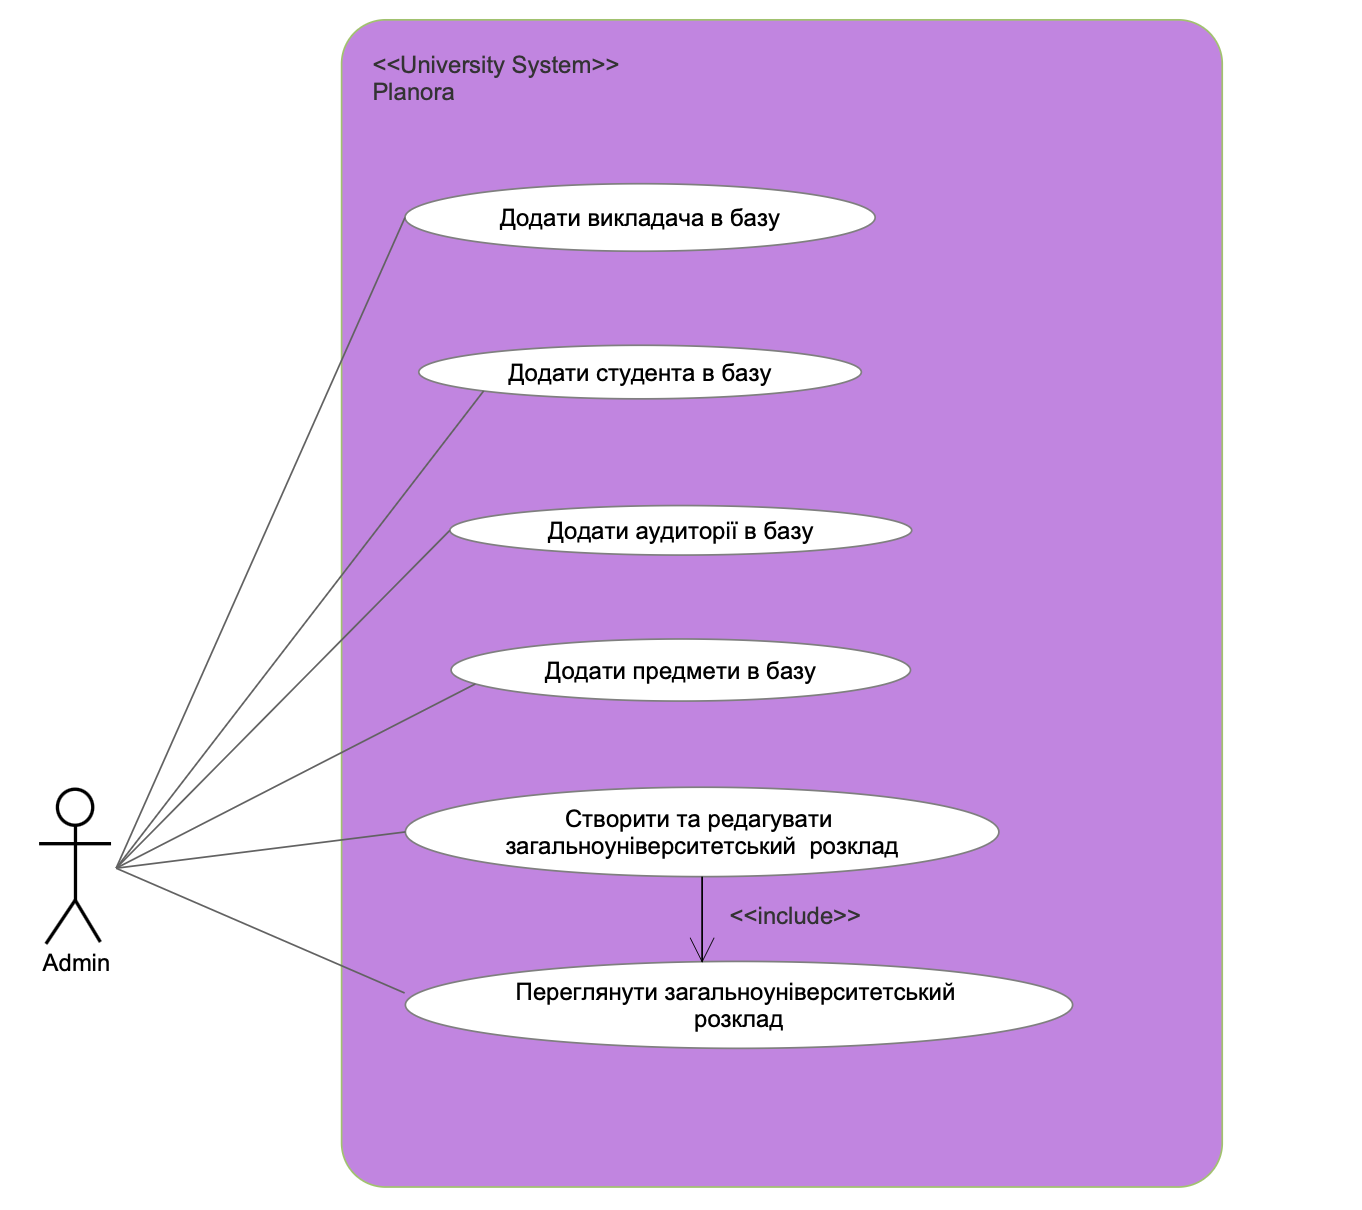 <<University System>>
Planora
Додати викладача в базу
Додати студента в базу
Додати аудиторії в базу
Додати предмети в базу
Створити та редагувати
загальноуніверситетський  розклад
<<include>>
Admin
Переглянути загальноуніверситетський
розклад